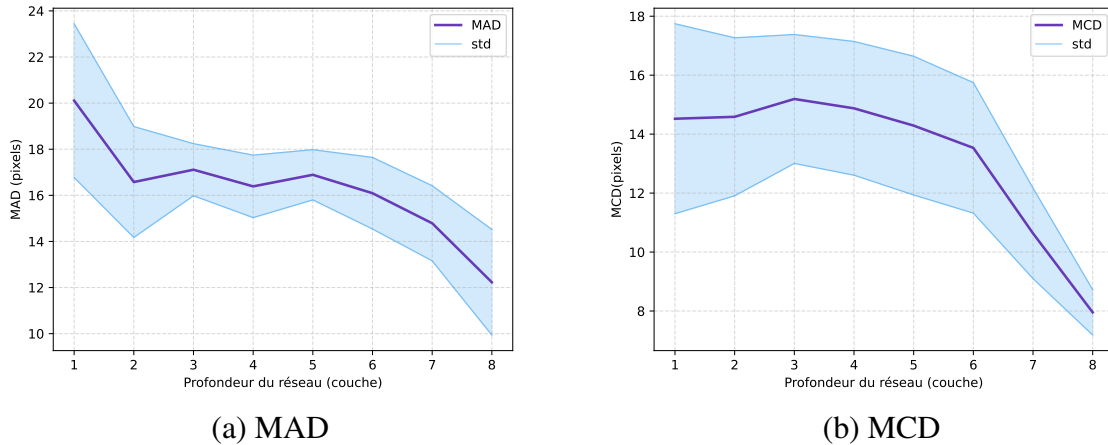 24
22
20
18
16
14
12
10
MAD (pixels)
MAD
std
1 2 3 4 5 6 7 8
Profondeur du réseau (couche)
(a) MAD
18
16
14
12
10
8
MCD(pixels)
MCD
std
1 2 3 4 5 6 7 8
Profondeur du réseau (couche)
(b) MCD